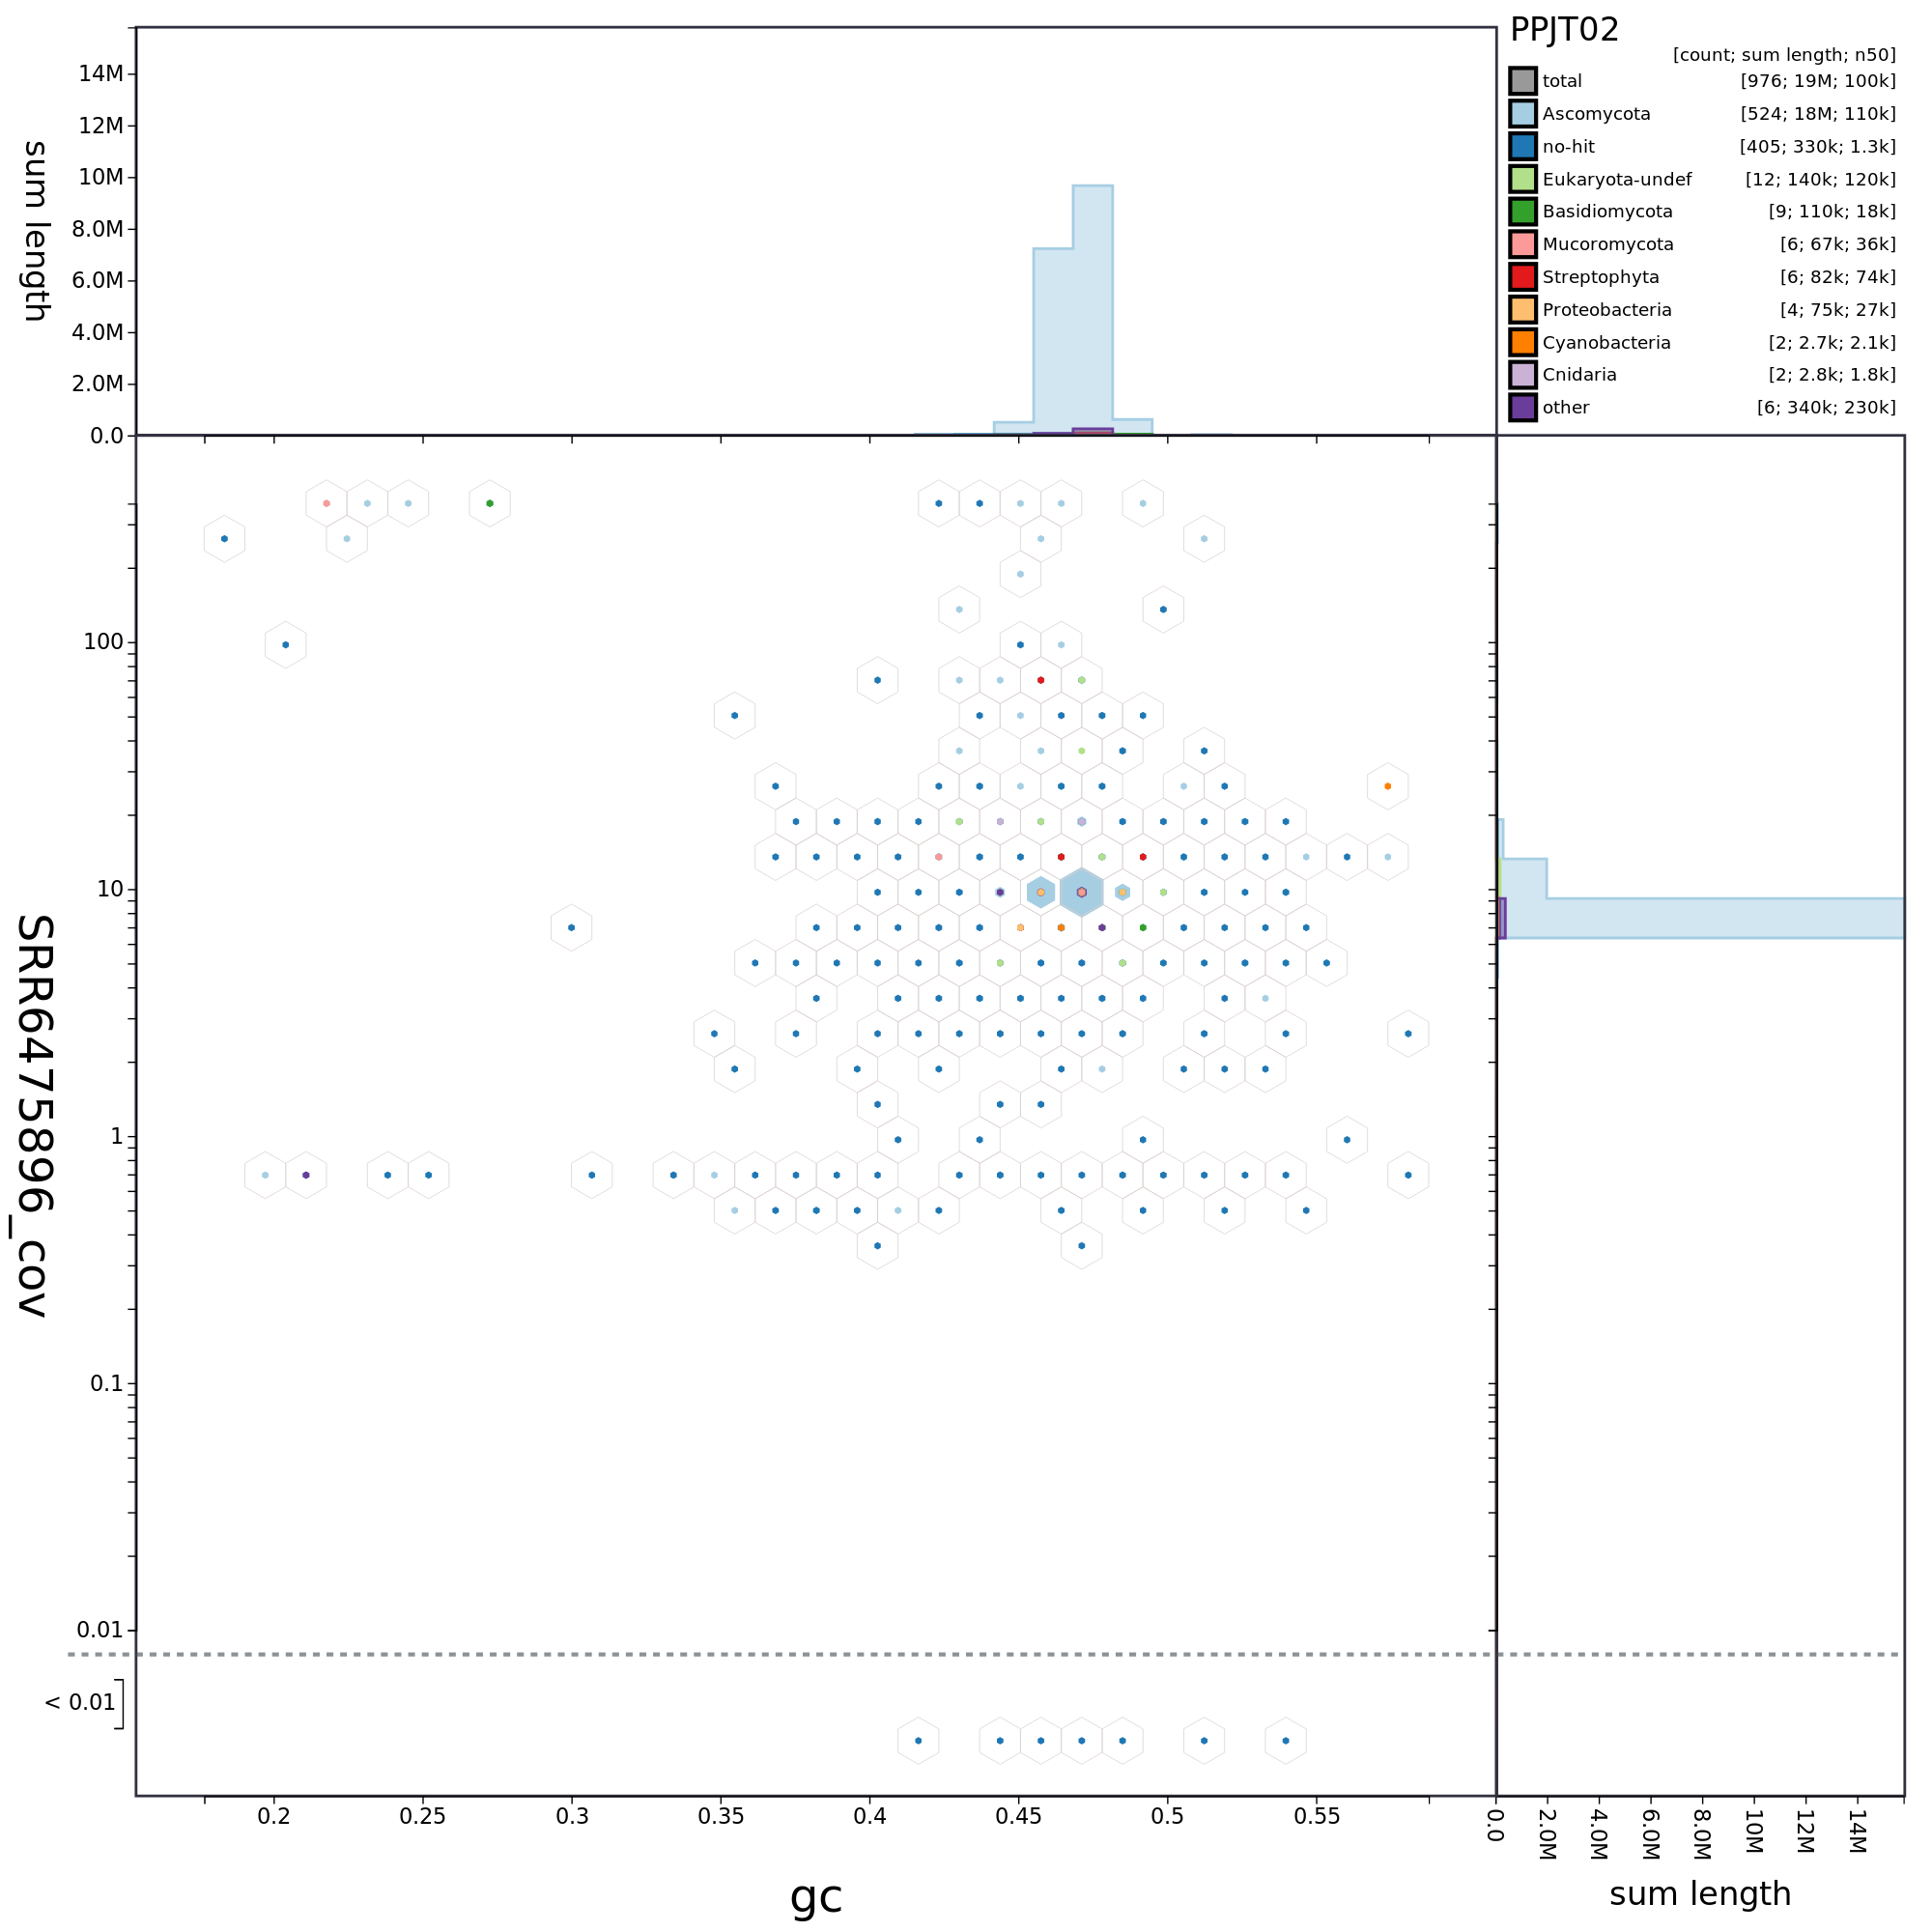 PPJT02
[count; sum length; n50]
total [976; 19M; 100k]
Ascomycota [524; 18M; 110k]
no-hit [405; 330k; 1.3k]
Eukaryota-undef [12; 140k; 120k]
Basidiomycota [9; 110k; 18k]
Mucoromycota [6; 67k; 36k]
Streptophyta [6; 82k; 74k]
Proteobacteria [4; 75k; 27k]
Cyanobacteria [2; 2.7k; 2.1k]
Cnidaria [2; 2.8k; 1.8k]
other [6; 340k; 230k]
sum length
14M
12M
10M
8.0M
6.0M
4.0M
2.0M
0.0
SRR6475896_cov
100
10
1
0.1
0.01
< 0.01
0.2 0.25 0.3 0.35 0.4 0.45 0.5 0.55
gc
0.0 2.0M 4.0M 6.0M 8.0M 10M 12M 14M
sum length